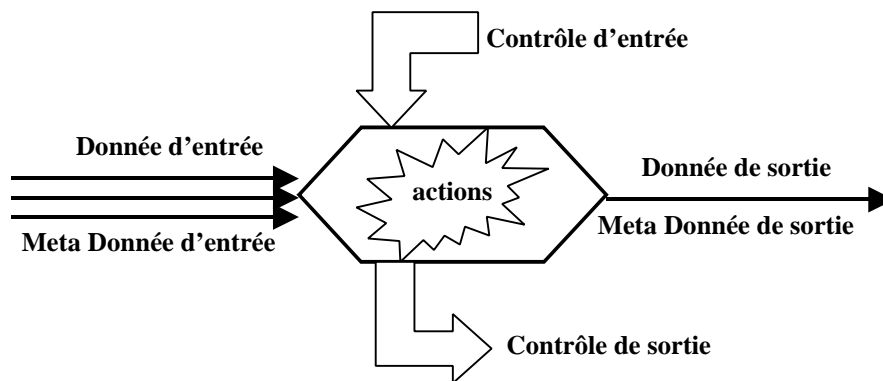 Contrôle d’entrée
Donnée d’entrée
Donnée de sortie
actions
Meta Donnée de sortie
Meta Donnée d’entrée
Contrôle de sortie